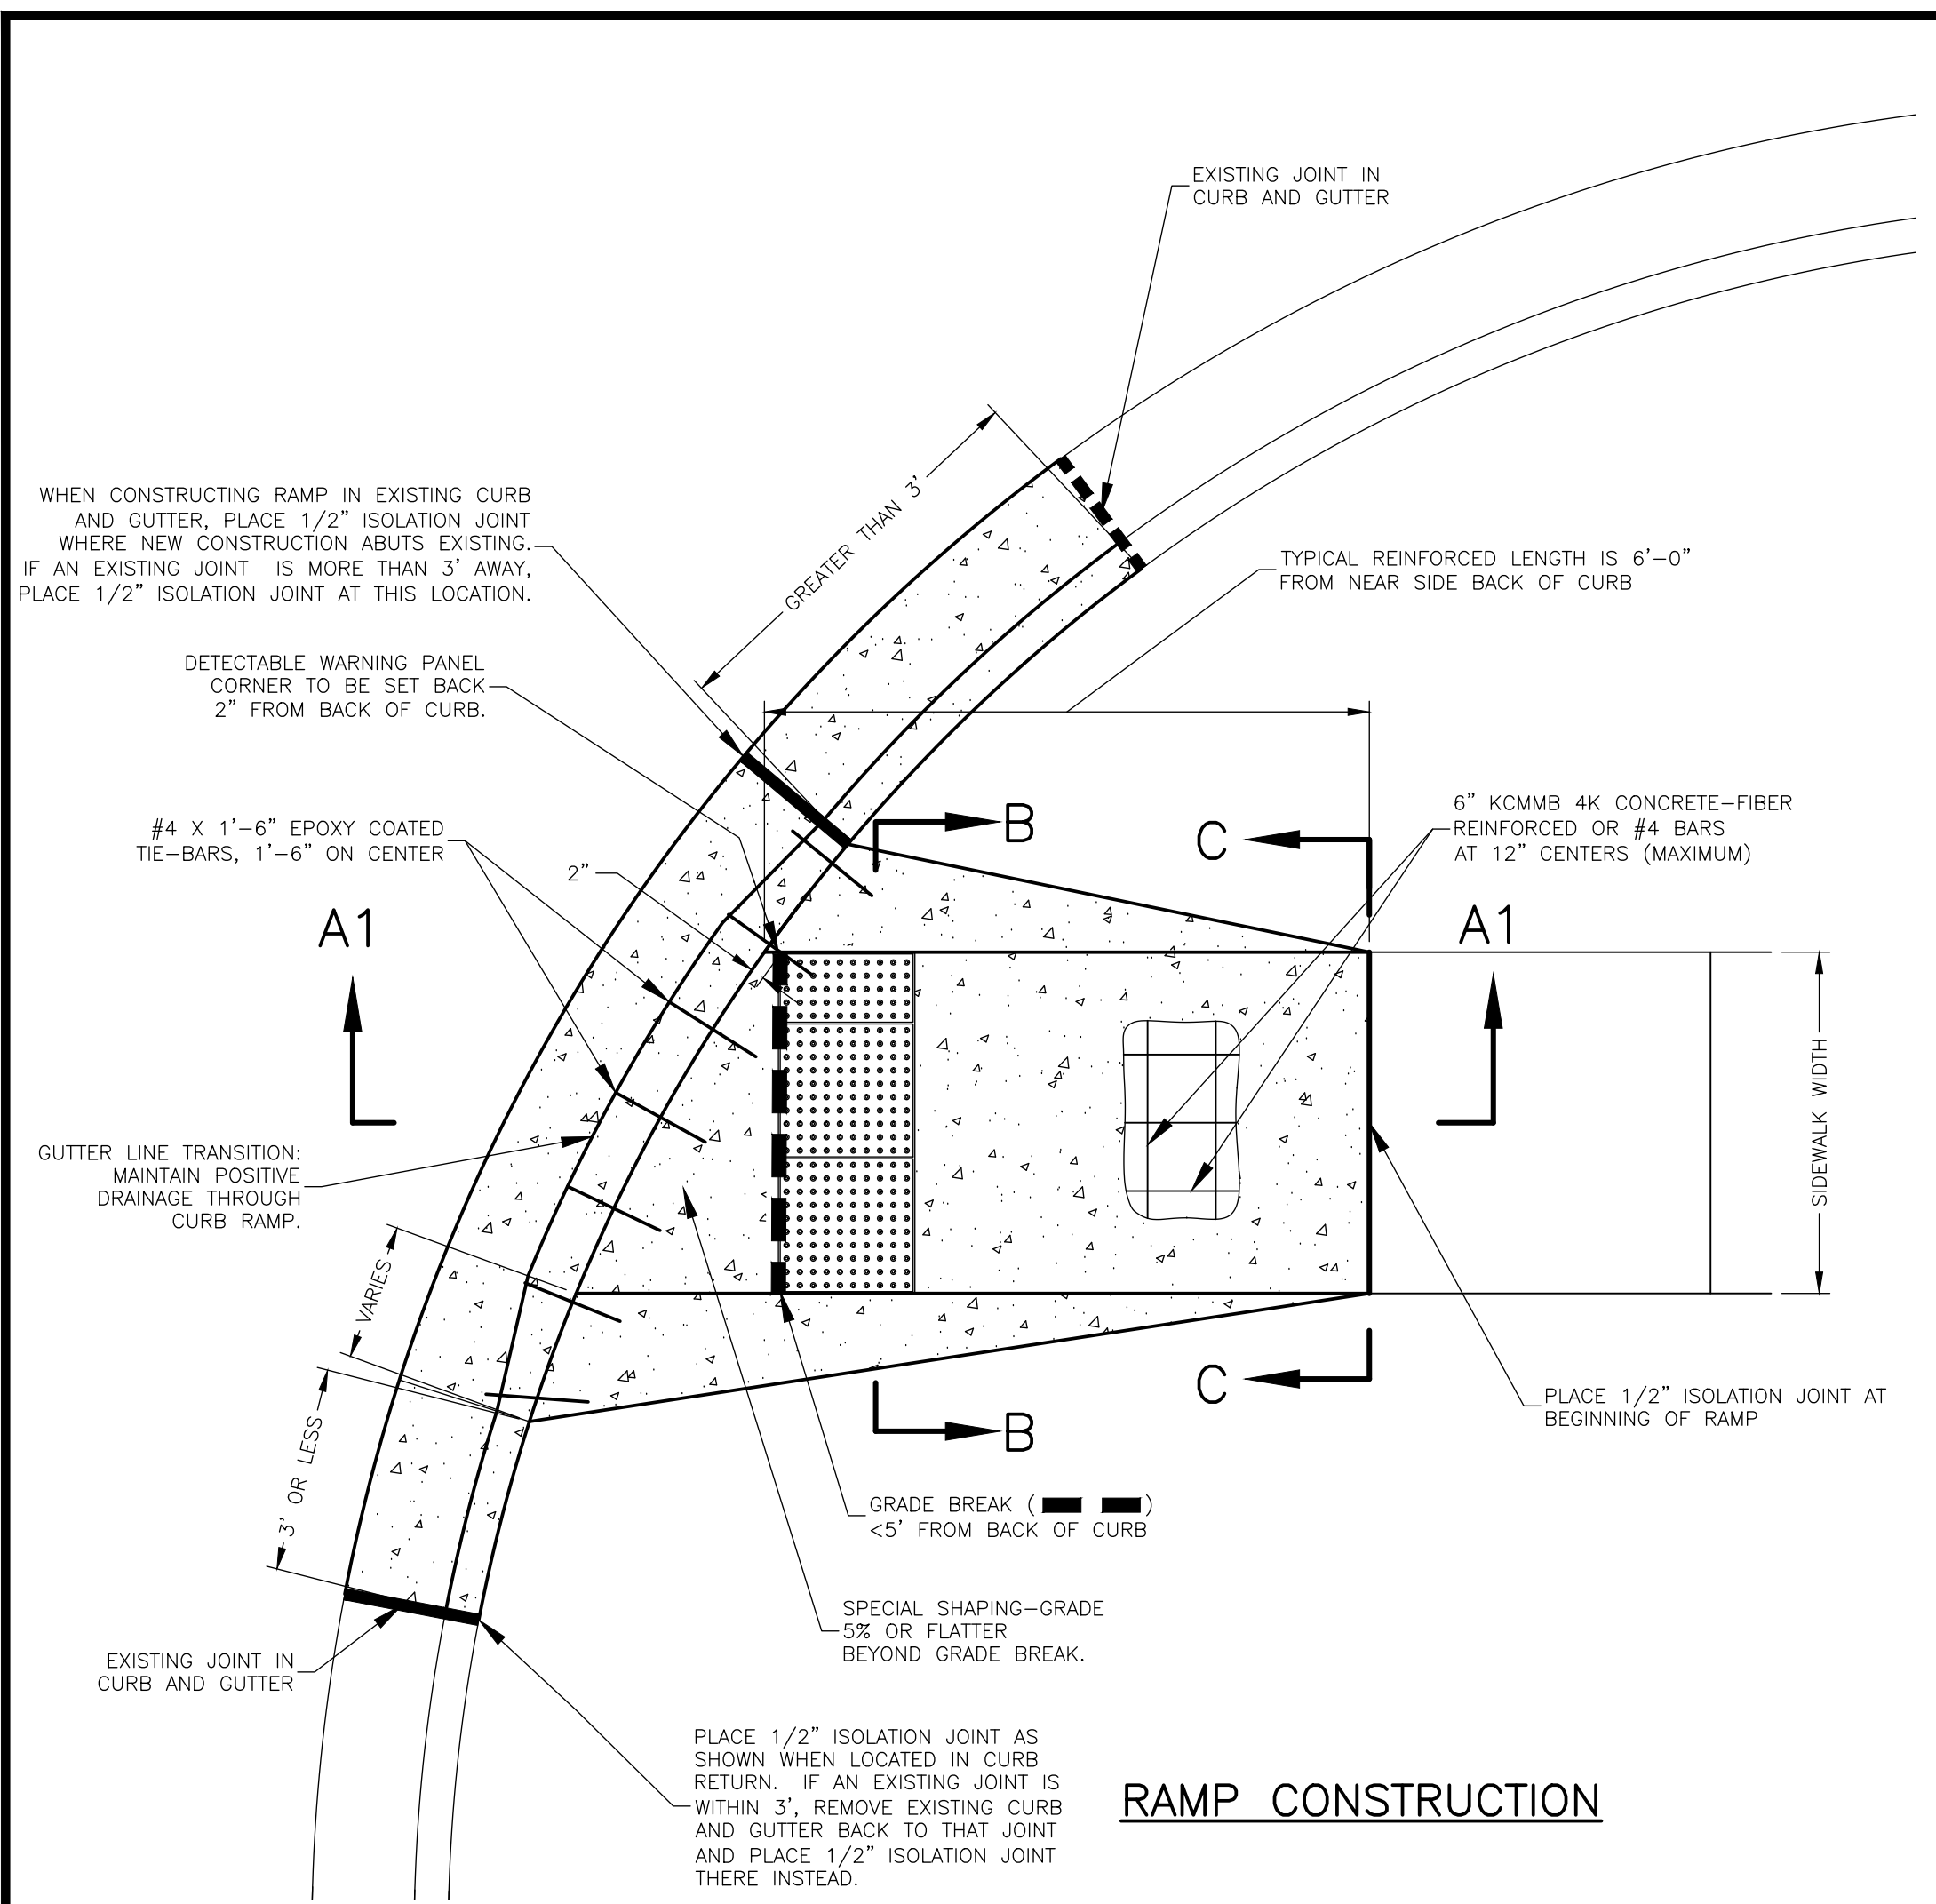 EXISTING JOINT IN
CURB AND GUTTER
WHEN CONSTRUCTING RAMP IN EXISTING CURB
AND GUTTER, PLACE 1/2" ISOLATION JOINT
WHERE NEW CONSTRUCTION ABUTS EXISTING.
IF AN EXISTING JOINT IS MORE THAN 3' AWAY,
PLACE 1/2" ISOLATION JOINT AT THIS LOCATION.
GREATER THAN 3'
TYPICAL REINFORCED LENGTH IS 6'-0"
FROM NEAR SIDE BACK OF CURB
DETECTABLE WARNING PANEL
CORNER TO BE SET BACK
2" FROM BACK OF CURB.
#4 X 1'-6" EPOXY COATED
TIE-BARS, 1'-6" ON CENTER
2"
B
C
6" KCMMB 4K CONCRETE-FIBER
REINFORCED OR #4 BARS
AT 12" CENTERS (MAXIMUM)
A1
A1
SIDEWALK WIDTH
GUTTER LINE TRANSITION:
MAINTAIN POSITIVE
DRAINAGE THROUGH
CURB RAMP.
VARIES
3' OR LESS
C
B
PLACE 1/2" ISOLATION JOINT AT
BEGINNING OF RAMP
GRADE BREAK ( )
<5' FROM BACK OF CURB
SPECIAL SHAPING-GRADE
5% OR FLATTER
BEYOND GRADE BREAK.
EXISTING JOINT IN
CURB AND GUTTER
PLACE 1/2" ISOLATION JOINT AS
SHOWN WHEN LOCATED IN CURB
RETURN. IF AN EXISTING JOINT IS
WITHIN 3', REMOVE EXISTING CURB
AND GUTTER BACK TO THAT JOINT
AND PLACE 1/2" ISOLATION JOINT
THERE INSTEAD.
RAMP CONSTRUCTION